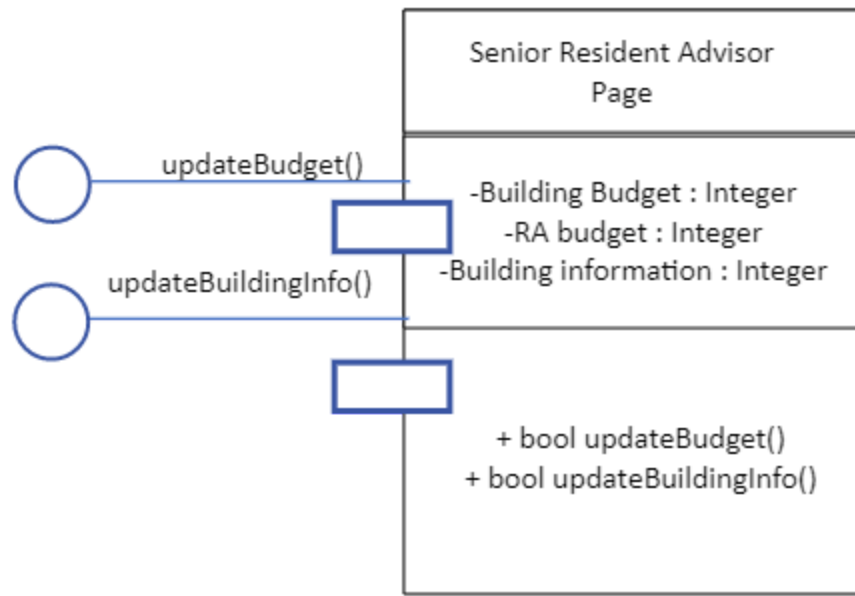 Senior Resident Advisor
Page
updateBudget()
-Building Budget : Integer
-RA budget : Integer
-Building information : Integer
updateBuildingInfo()
+ bool updateBudget()
+ bool updateBuildingInfo()